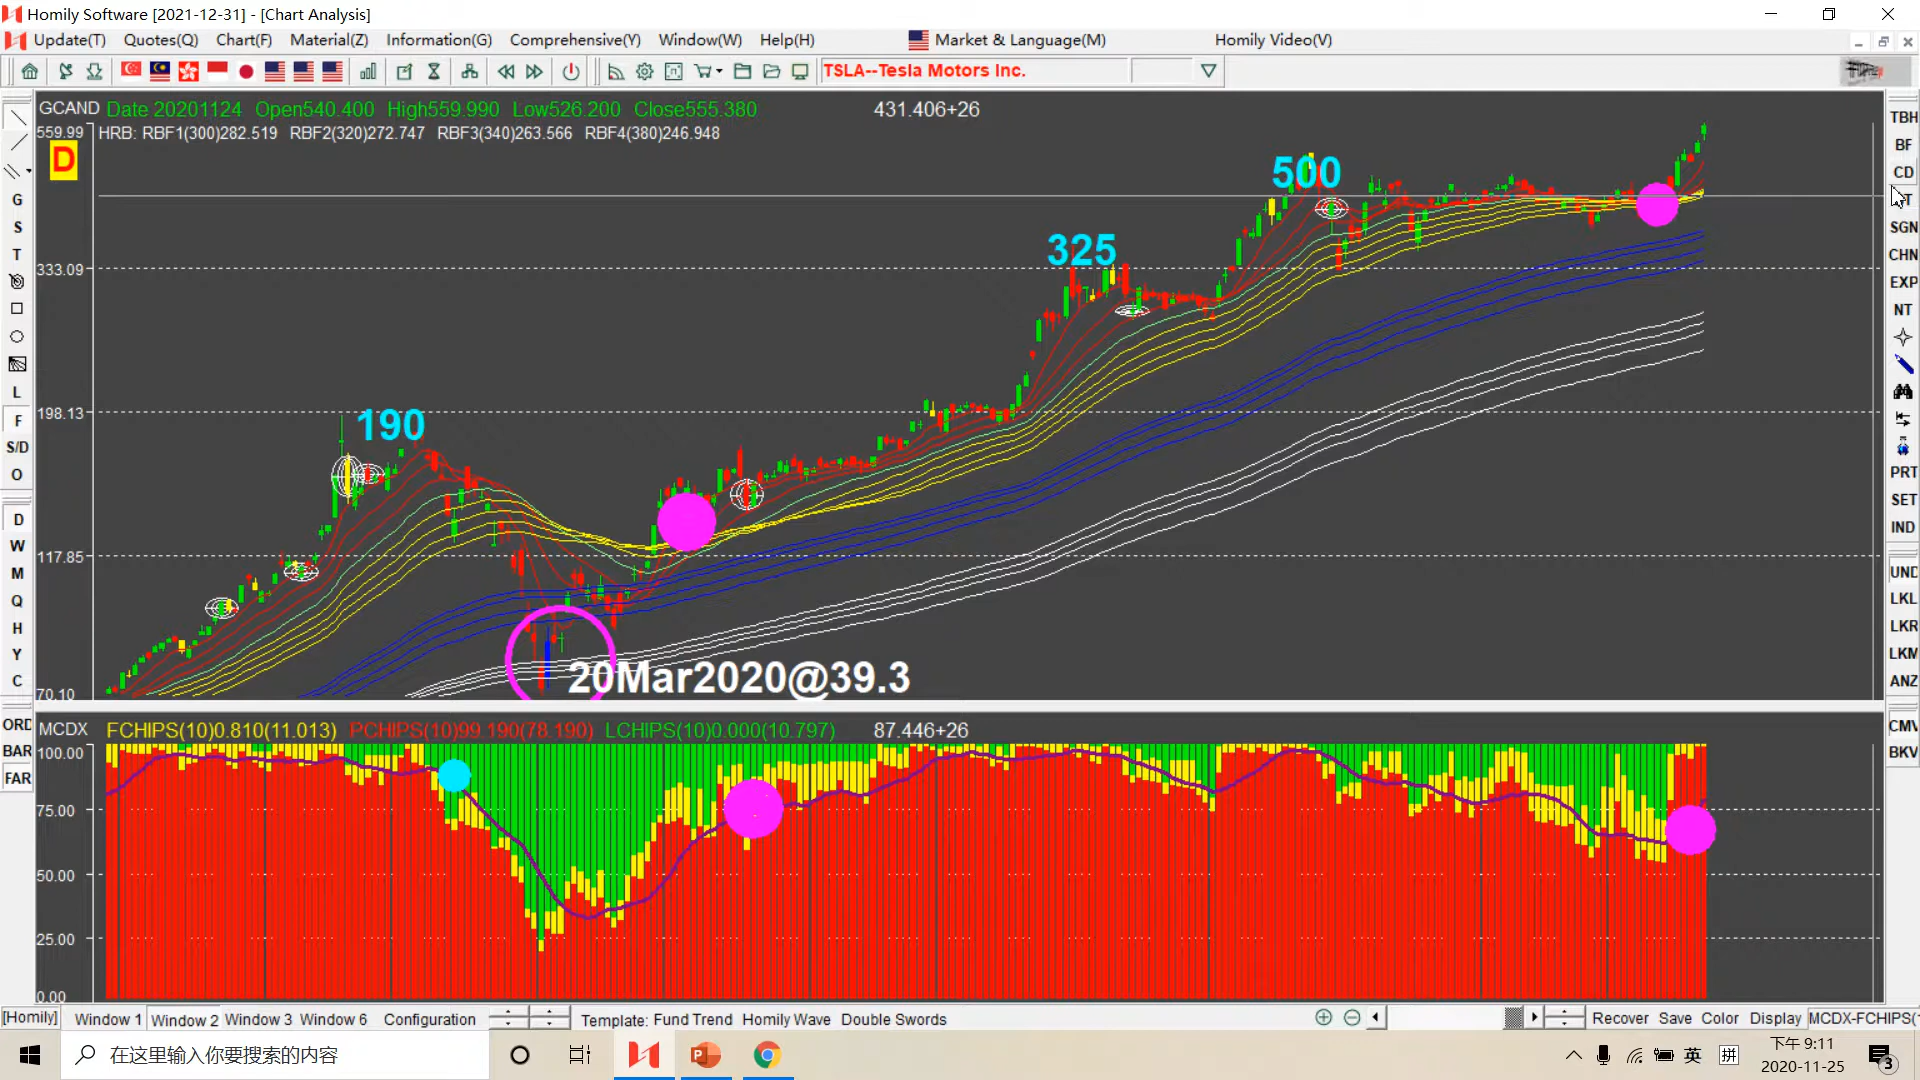 Homily Software [2021-12-31] - [Chart Analysis]
Update(T) Quotes(Q) Chart(F) Material(Z) Information(G) Comprehensive(Y) Window(W) Help(H) Market & Language(M) Homily Video(V)
TSLA--Tesla Motors Inc.
GCAND Date 20201124 Open540.400 High559.990 Low526.200 Close555.380 431.406+26
559.99 HRB: RBF1(300)282.519 RBF2(320)272.747 RBF3(340)263.566 RBF4(380)246.948
D
500
325
333.09
190
198.13
117.85
20Mar2020@39.3
70.10
MCDX FCHIPS(10)0.810(11.013) PCHIPS(10)99.190(78.190) LCHIPS(10)0.000(10.797) 87.446+26
100.00
75.00
50.00
25.00
0.00
G
S
T
L
F
S/D
O
D
W
M
Q
H
Y
C
ORD
BAR
FAR
TBH
BF
CD
SGN
CHN
EXP
NT
PRT
SET
IND
UND
LKL
LKR
LKM
ANZ
CMV
BKV
[Homily] Window 1 Window 2 Window 3 Window 6 Configuration Template: Fund Trend Homily Wave Double Swords Recover Save Color Display MCDX-FCHIPS(
在这里输入你要搜索的内容
英 拼
下午 9:11
2020-11-25
3